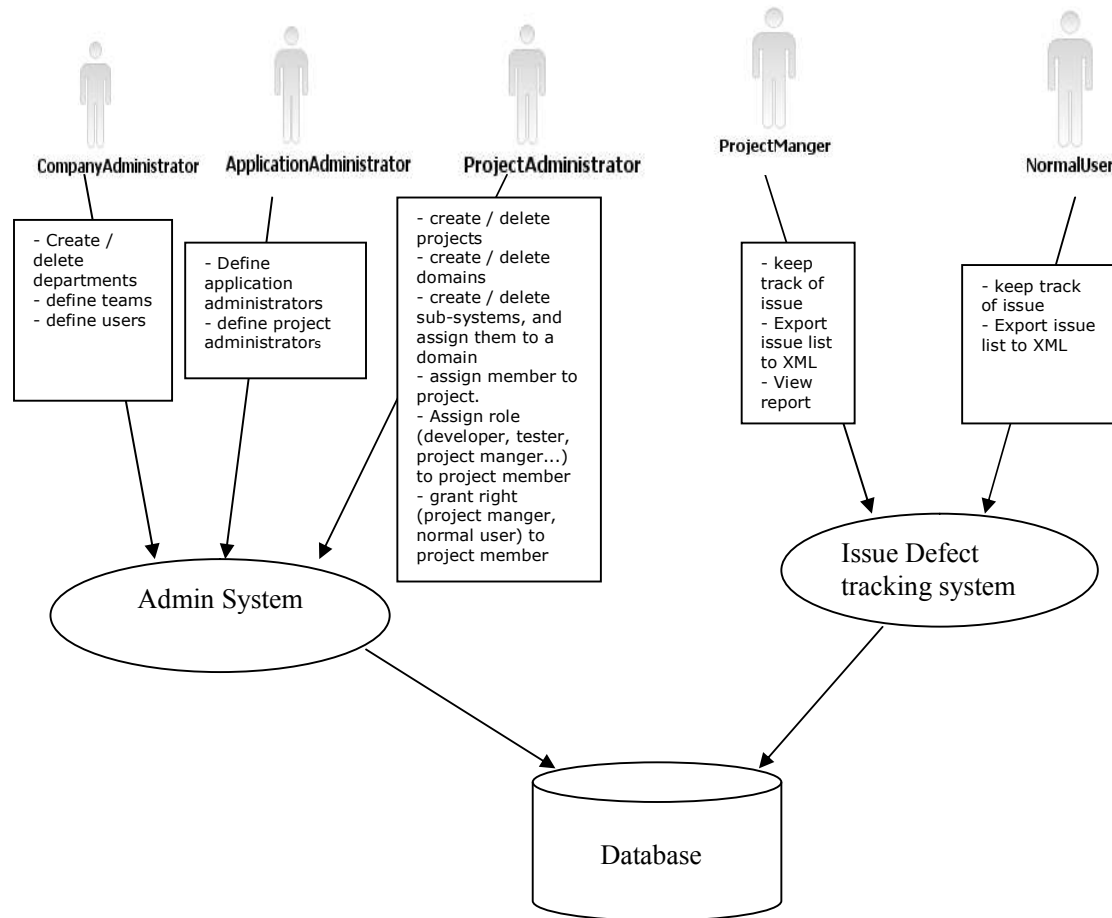 CompanyAdministrator
ApplicationAdministrator
ProjectAdministrator
ProjectManger
NormalUser
- Create /
delete
departments
- define teams
- define users
- Define
application
administrators
- define project
administrators
- create / delete
projects
- create / delete
domains
- create / delete
sub-systems, and
assign them to a
domain
- assign member to
project.
- Assign role
(developer, tester,
project manger...)
to project member
- grant right
(project manger,
normal user) to
project member
- keep
track of
issue
- Export
issue list
to XML
- View
report
- keep track
of issue
- Export issue
list to XML
Admin System
Issue Defect
tracking system
Database